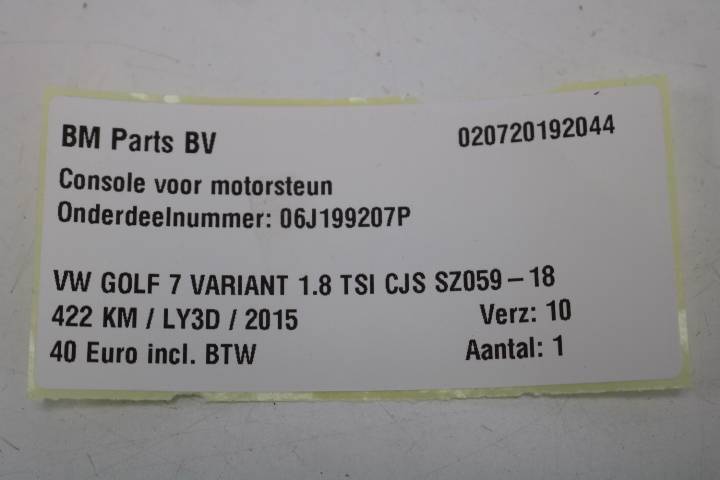 BM Parts BV 020720192044
Console voor motorsteun
Onderdeelnummer: 06J199207P
VW GOLF 7 VARIANT 1.8 TSI CJS SZ059 – 18
422 KM / LY3D / 2015 Verz: 10
40 Euro incl. BTW Aantal: 1